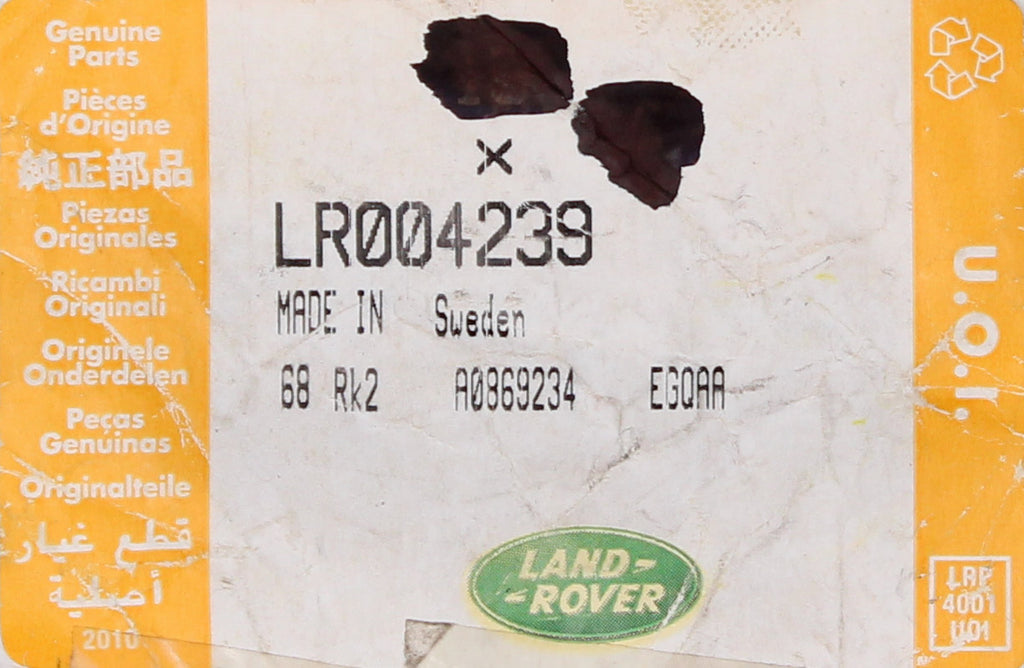 Genuine
Parts
Pièces
d'Origine
純正部品
Piezas
Originales
Ricambi
Originali
Originele
Onderdelen
Peças
Genuinas
Originalteile
قطع غيار
أصلية
2010
x
LR004239
MADE IN Sweden
68 Rk2 A0869234 EGQAA
LAND-
-ROVER
u.o.r.
LRP
4001
U01